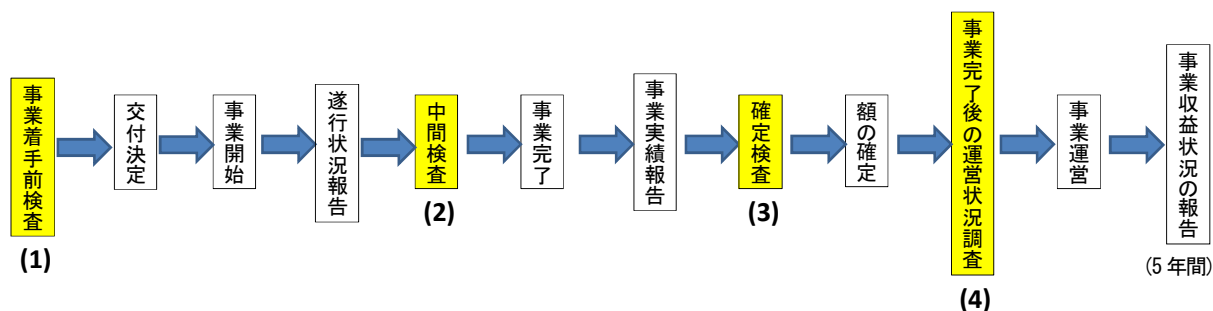 事業着手前検査
(1)
交付決定
事業開始
遂行状況報告
中間検査
(2)
事業完了
事業実績報告
確定検査
(3)
額の確定
事業完了後の運営状況調査
(4)
事業運営
事業収益状況の報告
(5年間)